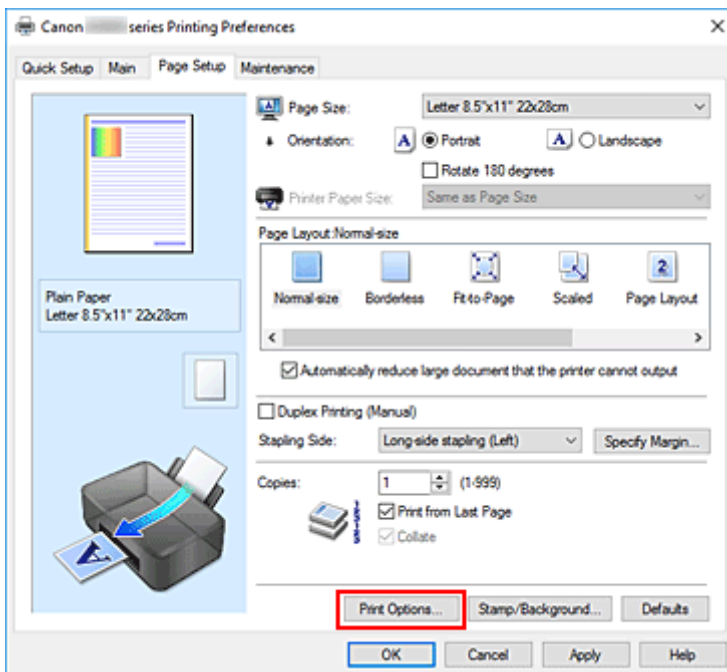 Canon series Printing Preferences
Quick Setup Main Page Setup Maintenance
Page Size: Letter 8.5"x11" 22x28cm
Orientation: A Portrait A Landscape
Rotate 180 degrees
Printer Paper Size: Same as Page Size
Page Layout:Normal-size
2
Normal-size Borderless Fit-to-Page Scaled Page Layout
Plain Paper
Letter 8.5"x11" 22x28cm
Automatically reduce large document that the printer cannot output
Duplex Printing (Manual)
Stapling Side: Long-side stapling (Left) Specify Margin...
Copies: 1 (1-999)
Print from Last Page
Collate
A
Print Options... Stamp/Background... Defaults
OK Cancel Apply Help